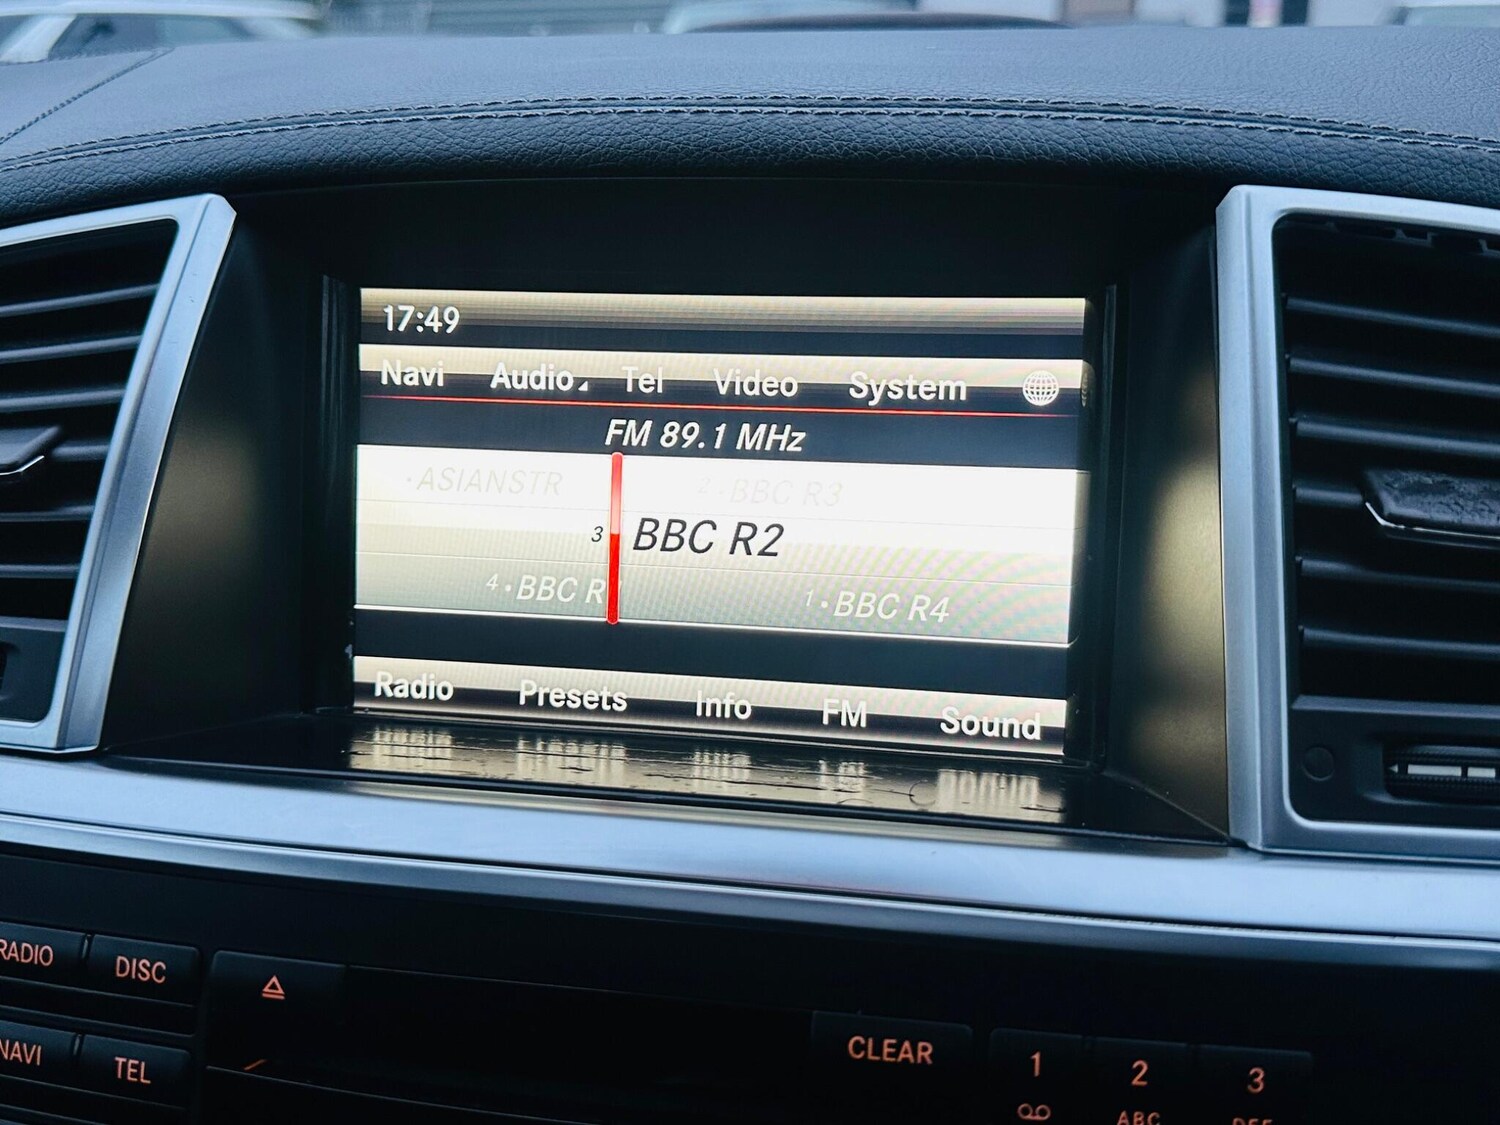 17:49
Navi Audio Tel Video System
FM 89.1 MHz
·ASIANSTR 2·BBC R3
3 BBC R2
4·BBC R 1·BBC R4
Radio Presets Info FM Sound
RADIO DISC
NAVI TEL
CLEAR 1 2 3
ABC DEF